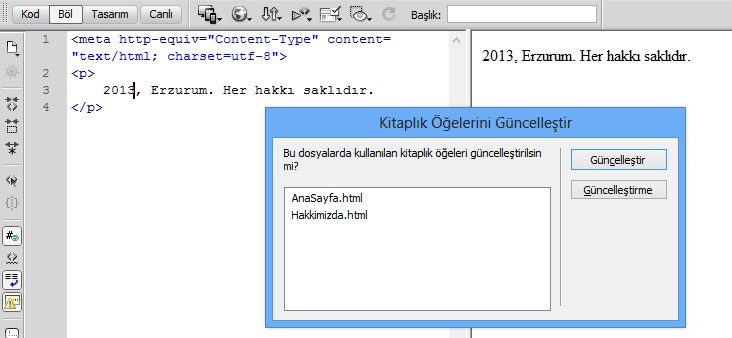 Kod Böl Tasarım Canlı Başlık:
1 <meta http-equiv="Content-Type" content=
"text/html; charset=utf-8">
2 <p>
3 2013, Erzurum. Her hakkı saklıdır.
4 </p>
2013, Erzurum. Her hakkı saklıdır.
Kitaplık Öğelerini Güncelleştir
Bu dosyalarda kullanılan kitaplık öğeleri güncelleştirilsin
mi?
AnaSayfa.html
Hakkimizda.html
Güncelleştir
Güncelleştirme